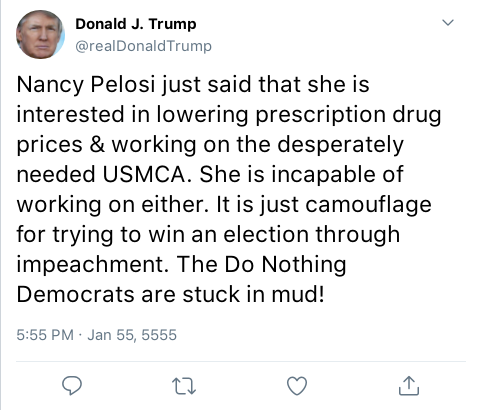 Donald J. Trump
@realDonaldTrump
Nancy Pelosi just said that she is
interested in lowering prescription drug
prices & working on the desperately
needed USMCA. She is incapable of
working on either. It is just camouflage
for trying to win an election through
impeachment. The Do Nothing
Democrats are stuck in mud!
5:55 PM · Jan 55, 5555